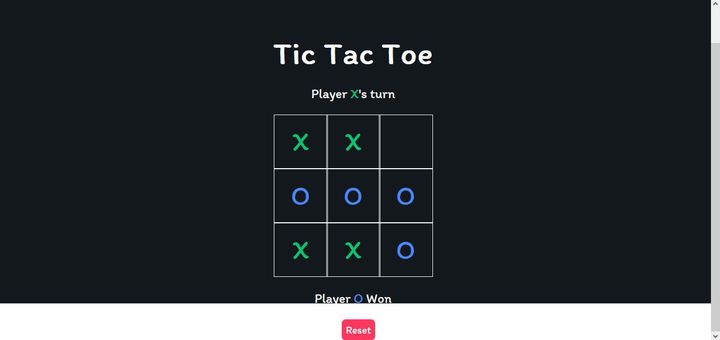 Tic Tac Toe
Player X's turn
X X
O O O
X X O
Player O Won
Reset